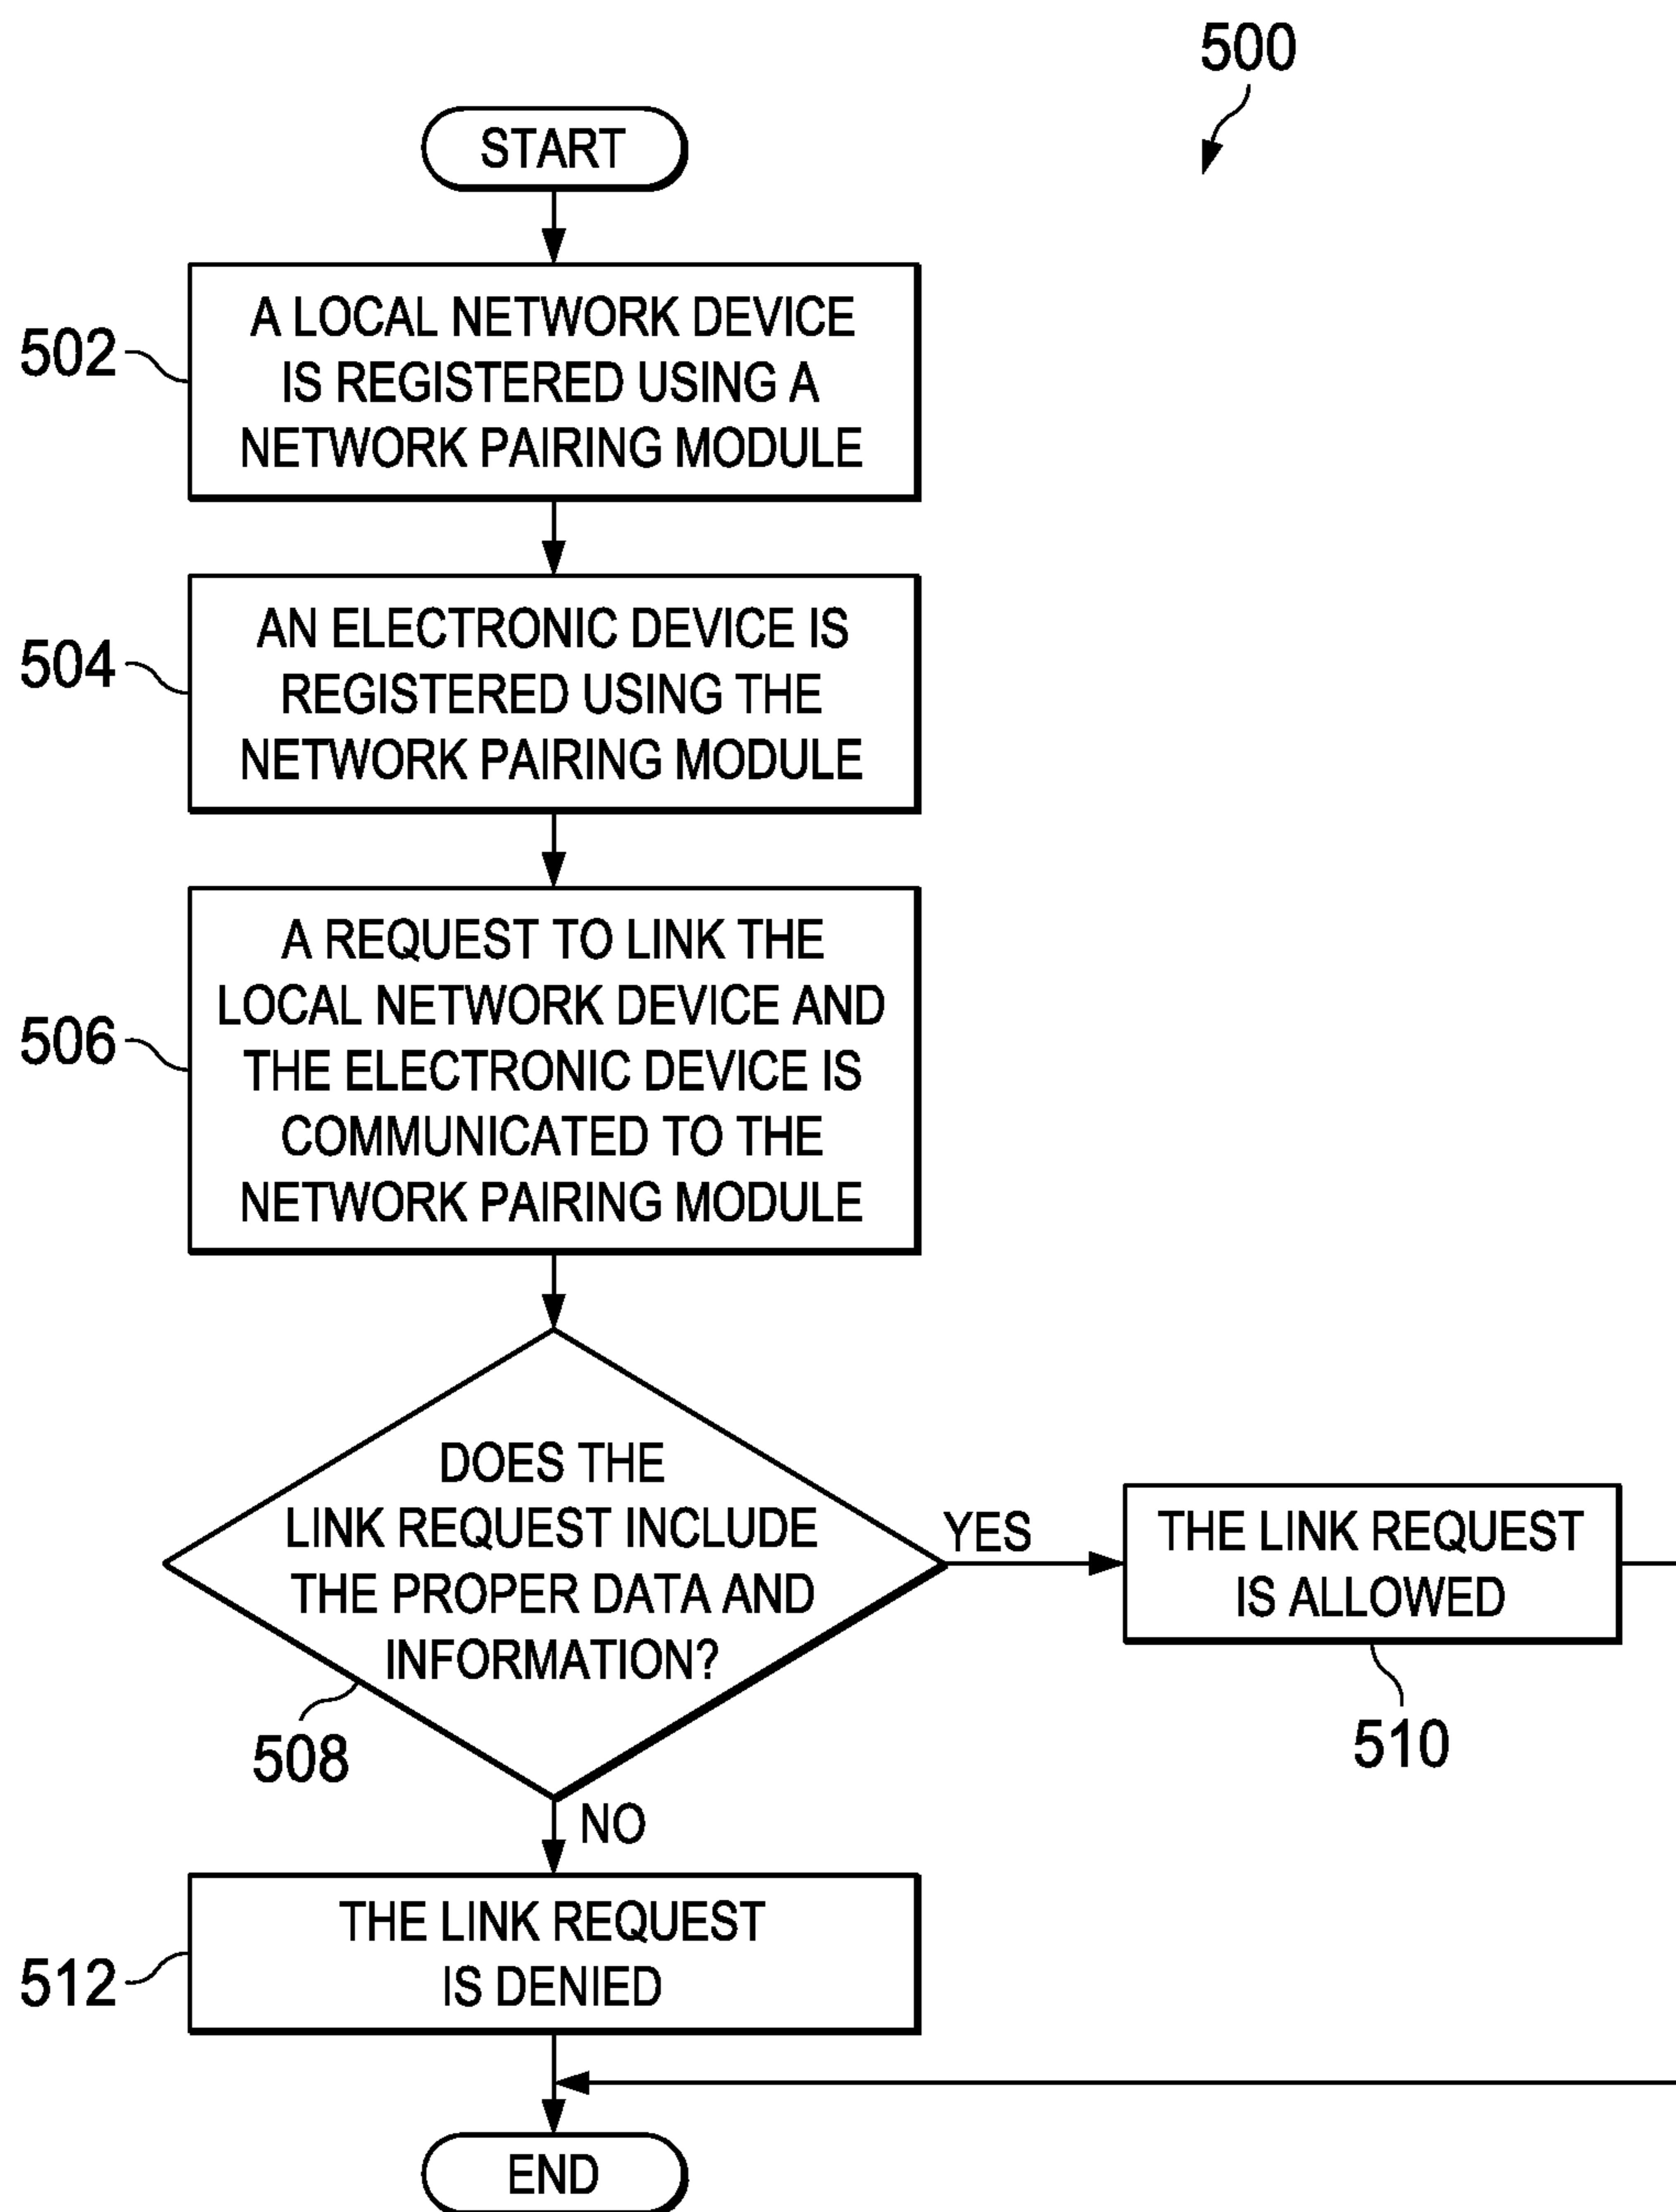 500
START
502
A LOCAL NETWORK DEVICE
IS REGISTERED USING A
NETWORK PAIRING MODULE
504
AN ELECTRONIC DEVICE IS
REGISTERED USING THE
NETWORK PAIRING MODULE
506
A REQUEST TO LINK THE
LOCAL NETWORK DEVICE AND
THE ELECTRONIC DEVICE IS
COMMUNICATED TO THE
NETWORK PAIRING MODULE
DOES THE
LINK REQUEST INCLUDE
THE PROPER DATA AND
INFORMATION?
508
YES
THE LINK REQUEST
IS ALLOWED
510
NO
512
THE LINK REQUEST
IS DENIED
END